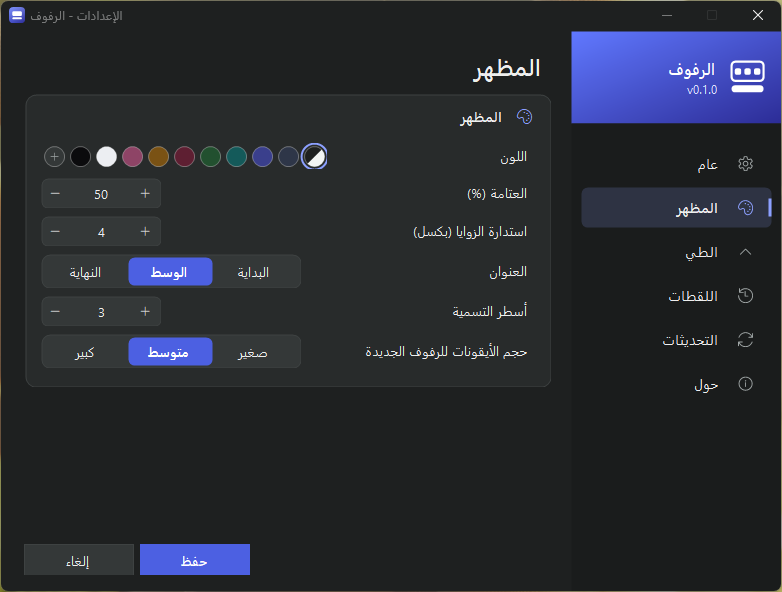 الإعدادات - الرفوف
الرفوف
v0.1.0
عام
المظهر
الطي
اللقطات
التحديثات
حول
المظهر
المظهر
اللون
العتامة (%)
+ 50 −
استدارة الزوايا (بكسل)
+ 4 −
العنوان
البداية الوسط النهاية
أسطر التسمية
+ 3 −
حجم الأيقونات للرفوف الجديدة
صغير متوسط كبير
حفظ إلغاء